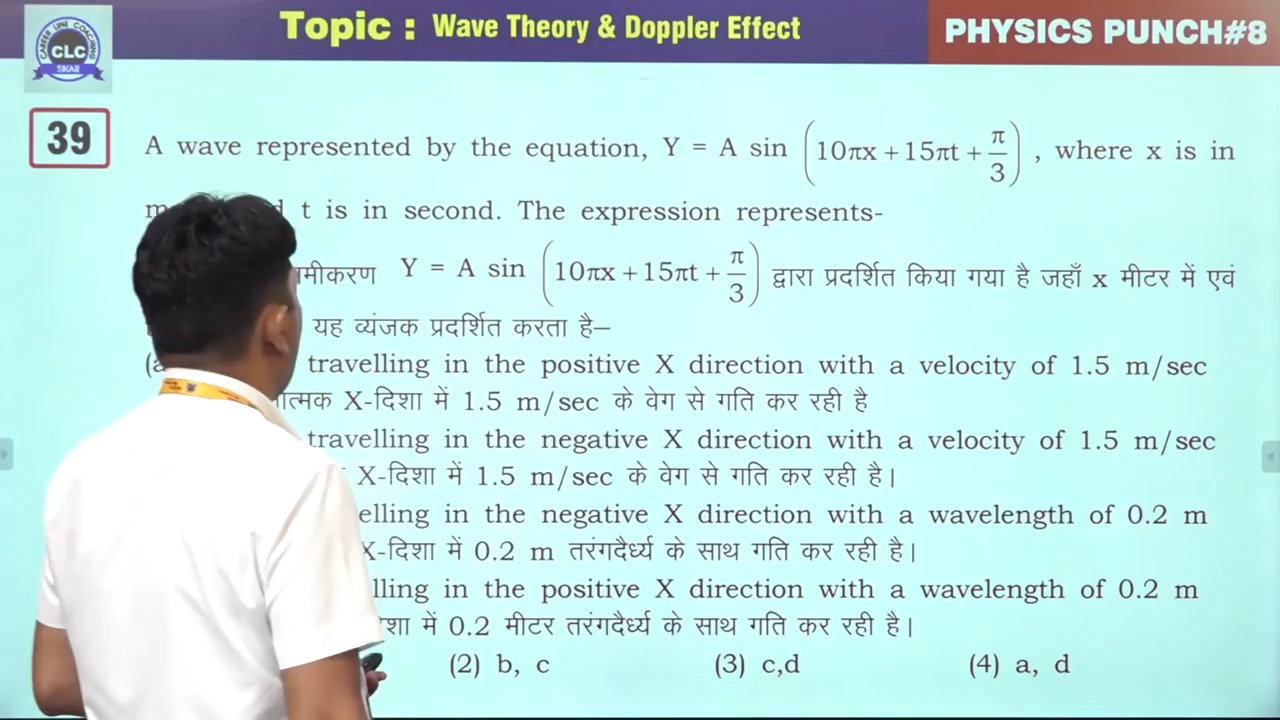 Topic : Wave Theory & Doppler Effect
PHYSICS PUNCH#8
CAREER LINE COACHING
CLC
SIKAR
39
A wave represented by the equation, Y = A sin (10πx + 15πt + π/3) , where x is in
t is in second. The expression represents-
Y = A sin (10πx + 15πt + π/3) द्वारा प्रदर्शित किया गया है जहाँ x मीटर में एवं
यह व्यंजक प्रदर्शित करता है–
travelling in the positive X direction with a velocity of 1.5 m/sec
X-दिशा में 1.5 m/sec के वेग से गति कर रही है
travelling in the negative X direction with a velocity of 1.5 m/sec
X-दिशा में 1.5 m/sec के वेग से गति कर रही है।
in the negative X direction with a wavelength of 0.2 m
X-दिशा में 0.2 m तरंगदैर्ध्य के साथ गति कर रही है।
in the positive X direction with a wavelength of 0.2 m
में 0.2 मीटर तरंगदैर्ध्य के साथ गति कर रही है।
(2) b, c (3) c,d (4) a, d